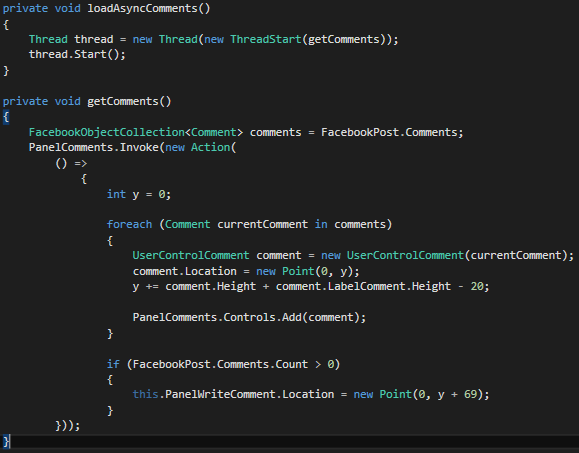 private void loadAsyncComments()
{
    Thread thread = new Thread(new ThreadStart(getComments));
    thread.Start();
}

private void getComments()
{
    FacebookObjectCollection<Comment> comments = FacebookPost.Comments;
    PanelComments.Invoke(new Action(
        () =>
            {
                int y = 0;

                foreach (Comment currentComment in comments)
                {
                    UserControlComment comment = new UserControlComment(currentComment);
                    comment.Location = new Point(0, y);
                    y += comment.Height + comment.LabelComment.Height - 20;

                    PanelComments.Controls.Add(comment);
                }

                if (FacebookPost.Comments.Count > 0)
                {
                    this.PanelWriteComment.Location = new Point(0, y + 69);
                }
        }));
}